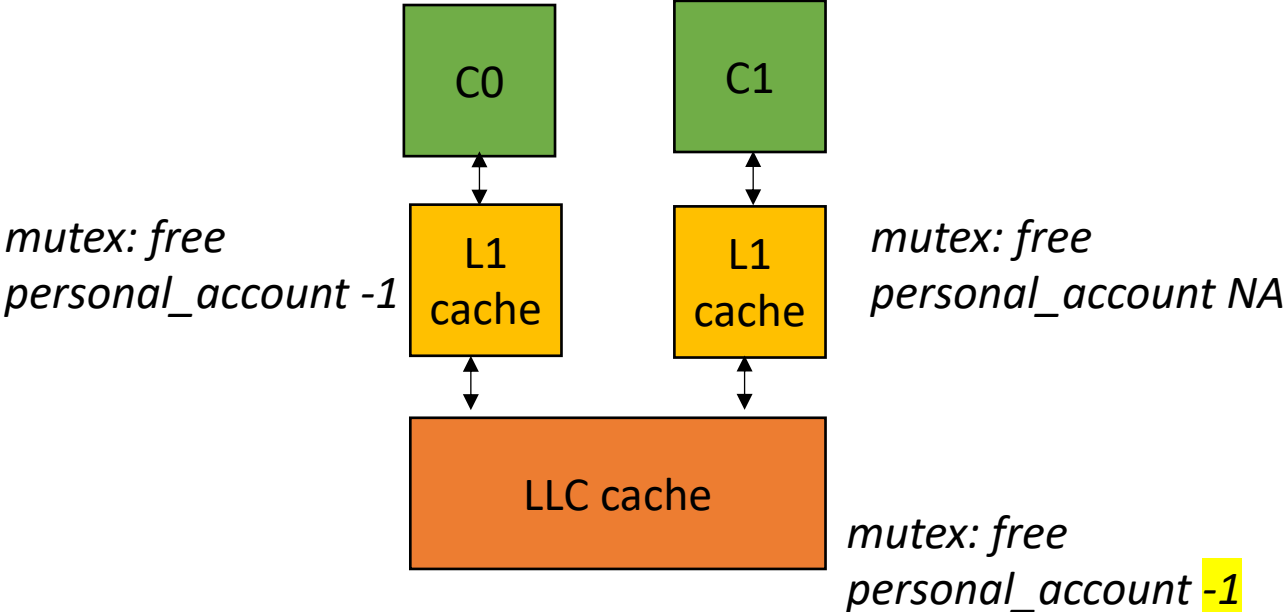 C0
C1
mutex: free
personal_account -1
L1
cache
L1
cache
mutex: free
personal_account NA
LLC cache
mutex: free
personal_account -1